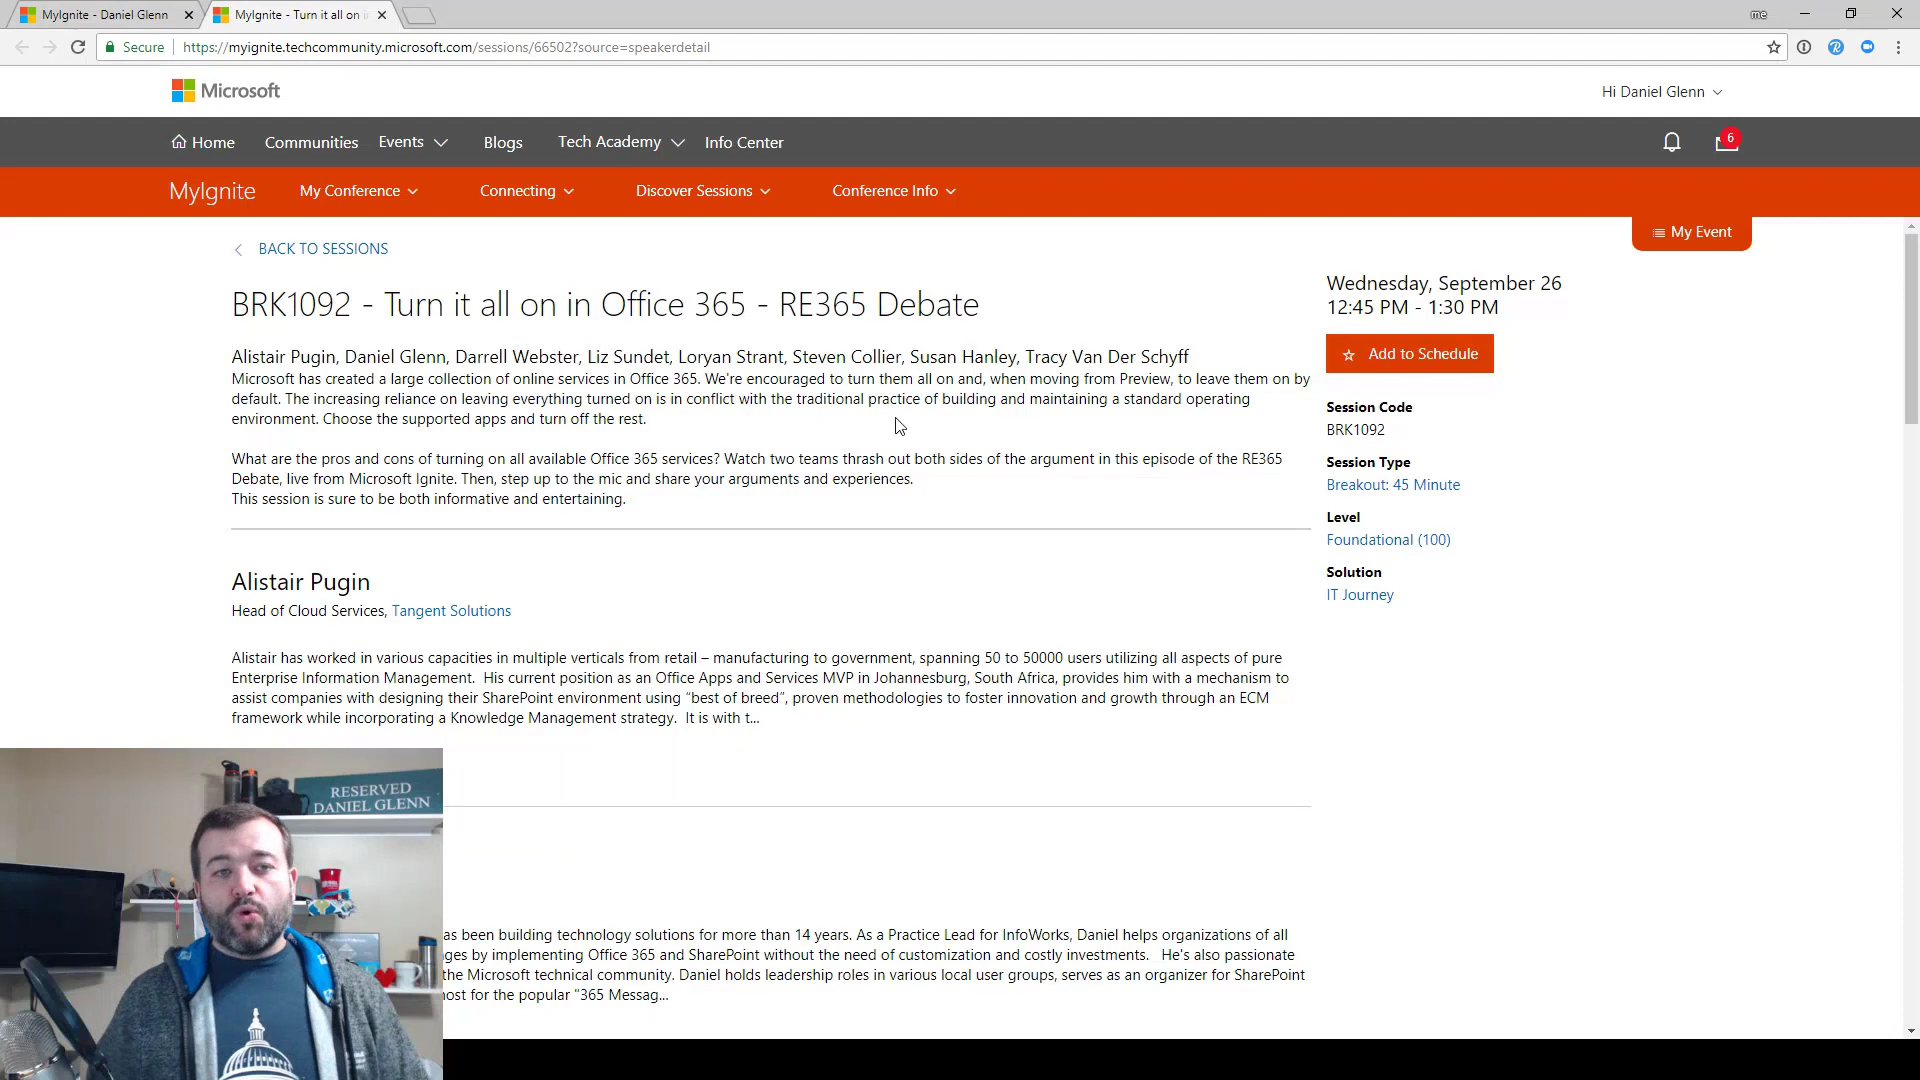 MyIgnite - Daniel Glenn
MyIgnite - Turn it all on i
me
Secure
https://myignite.techcommunity.microsoft.com/sessions/66502?source=speakerdetail
Microsoft
Hi Daniel Glenn
Home
Communities
Events
Blogs
Tech Academy
Info Center
6
MyIgnite
My Conference
Connecting
Discover Sessions
Conference Info
My Event
BACK TO SESSIONS
BRK1092 - Turn it all on in Office 365 - RE365 Debate
Alistair Pugin, Daniel Glenn, Darrell Webster, Liz Sundet, Loryan Strant, Steven Collier, Susan Hanley, Tracy Van Der Schyff
Microsoft has created a large collection of online services in Office 365. We're encouraged to turn them all on and, when moving from Preview, to leave them on by
default. The increasing reliance on leaving everything turned on is in conflict with the traditional practice of building and maintaining a standard operating
environment. Choose the supported apps and turn off the rest.
What are the pros and cons of turning on all available Office 365 services? Watch two teams thrash out both sides of the argument in this episode of the RE365
Debate, live from Microsoft Ignite. Then, step up to the mic and share your arguments and experiences.
This session is sure to be both informative and entertaining.
Wednesday, September 26
12:45 PM - 1:30 PM
Add to Schedule
Session Code
BRK1092
Session Type
Breakout: 45 Minute
Level
Foundational (100)
Solution
IT Journey
Alistair Pugin
Head of Cloud Services, Tangent Solutions
Alistair has worked in various capacities in multiple verticals from retail – manufacturing to government, spanning 50 to 50000 users utilizing all aspects of pure
Enterprise Information Management.  His current position as an Office Apps and Services MVP in Johannesburg, South Africa, provides him with a mechanism to
assist companies with designing their SharePoint environment using “best of breed”, proven methodologies to foster innovation and growth through an ECM
framework while incorporating a Knowledge Management strategy.  It is with t...
as been building technology solutions for more than 14 years. As a Practice Lead for InfoWorks, Daniel helps organizations of all
ges by implementing Office 365 and SharePoint without the need of customization and costly investments.   He's also passionate
the Microsoft technical community. Daniel holds leadership roles in various local user groups, serves as an organizer for SharePoint
ost for the popular "365 Messag...
RESERVED
DANIEL GLENN